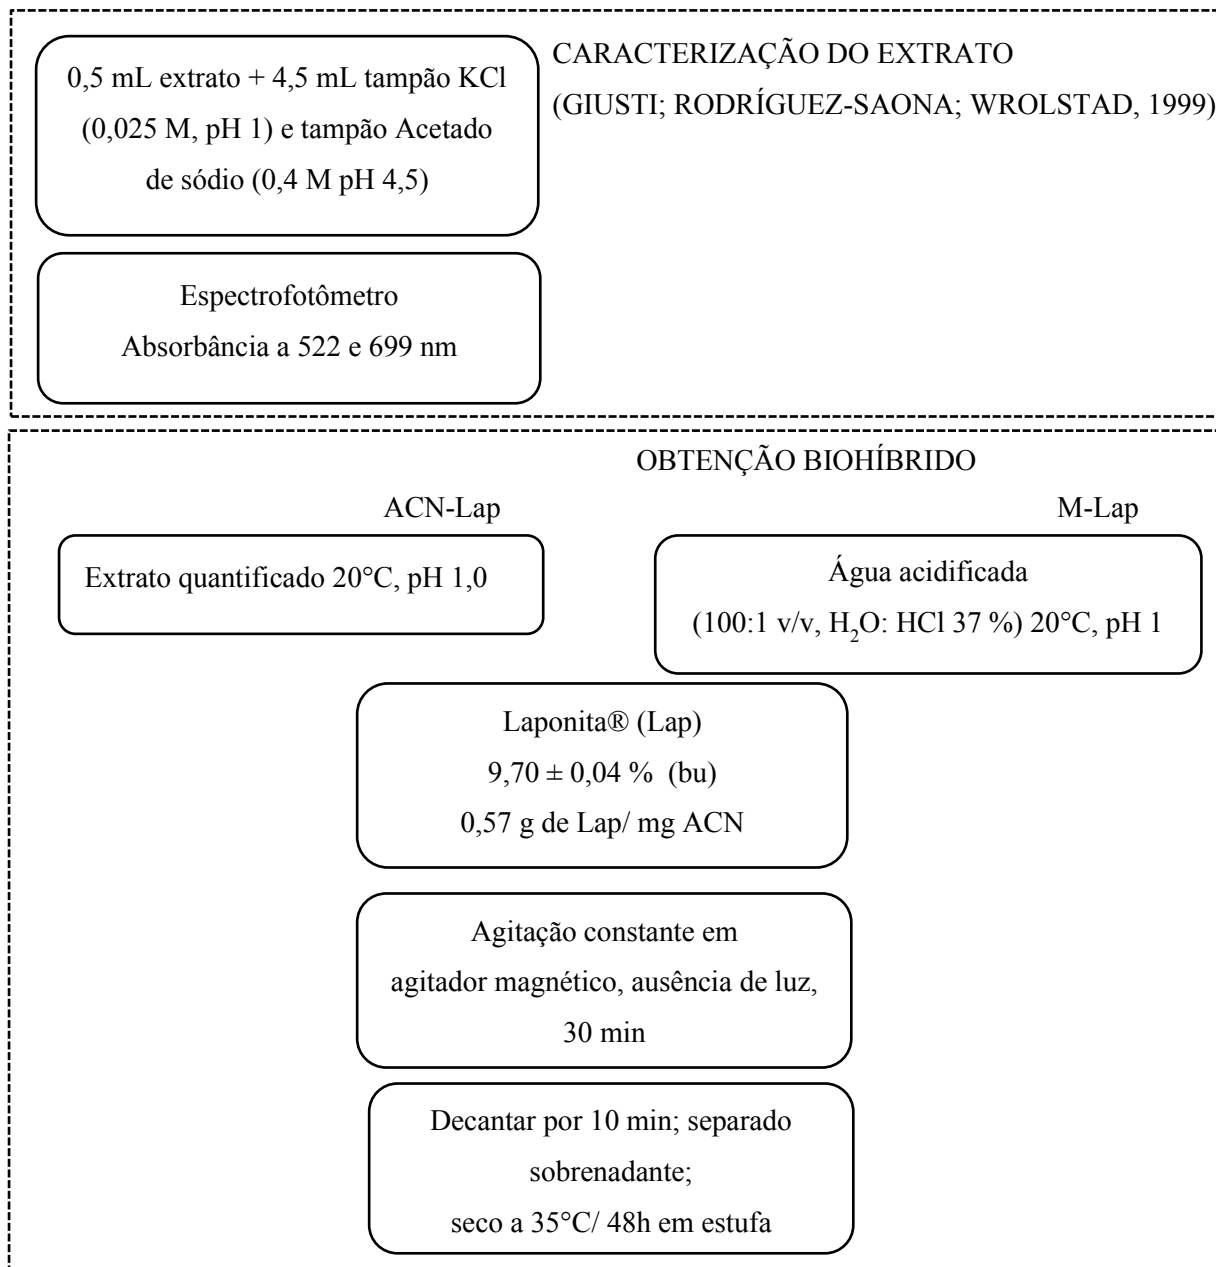 0,5 mL extrato + 4,5 mL tampão KCl
(0,025 M, pH 1) e tampão Acetado
de sódio (0,4 M pH 4,5)
CARACTERIZAÇÃO DO EXTRATO
(GIUSTI; RODRÍGUEZ-SAONA; WROLSTAD, 1999)
Espectrofotômetro
Absorbância a 522 e 699 nm
OBTENÇÃO BIOHÍBRIDO
ACN-Lap
M-Lap
Extrato quantificado 20°C, pH 1,0
Água acidificada
(100:1 v/v, H₂O: HCl 37 %) 20°C, pH 1
Laponita® (Lap)
9,70 ± 0,04 % (bu)
0,57 g de Lap/ mg ACN
Agitação constante em
agitador magnético, ausência de luz,
30 min
Decantar por 10 min; separado
sobrenadante;
seco a 35°C/ 48h em estufa